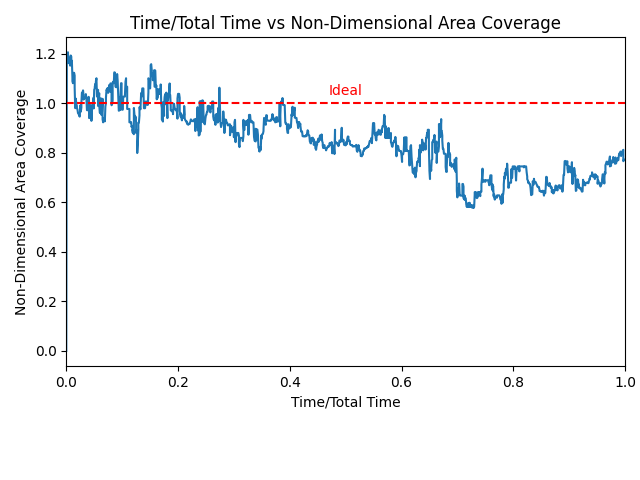 Time/Total Time vs Non-Dimensional Area Coverage
Non-Dimensional Area Coverage
1.2
1.0
0.8
0.6
0.4
0.2
0.0
Ideal
0.0 0.2 0.4 0.6 0.8 1.0
Time/Total Time